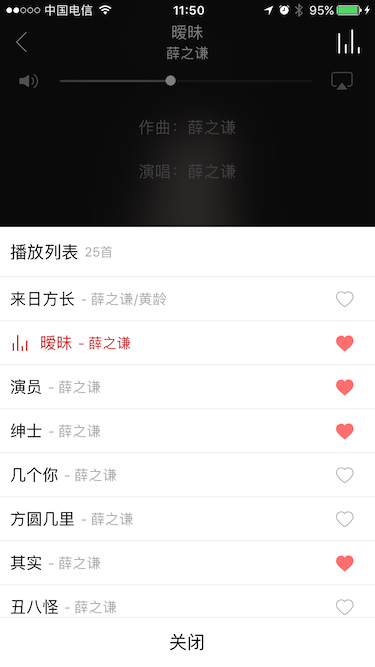 中国电信 11:50 95%
暧昧
薛之谦
作曲：薛之谦
演唱：薛之谦
播放列表 25首
来日方长 - 薛之谦/黄龄
暧昧 - 薛之谦
演员 - 薛之谦
绅士 - 薛之谦
几个你 - 薛之谦
方圆几里 - 薛之谦
其实 - 薛之谦
丑八怪 - 薛之谦
关闭